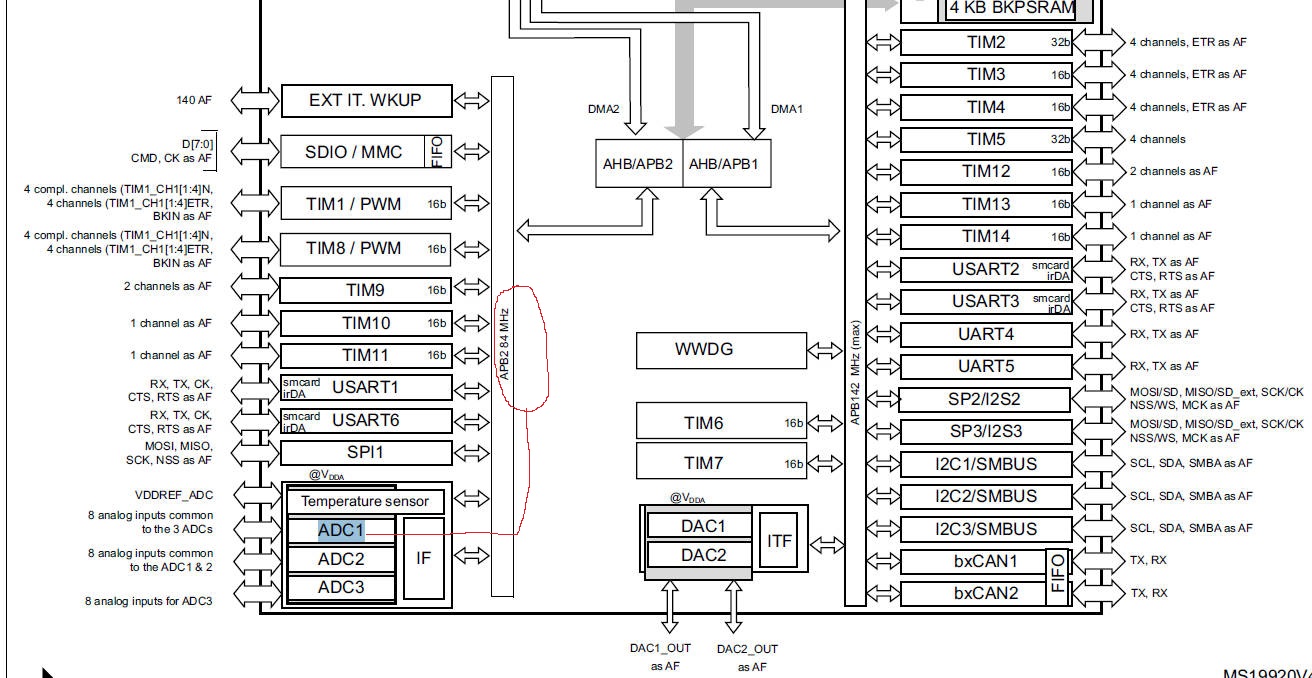 4 KB BKPSRAM
140 AF
EXT IT. WKUP
D[7:0]
CMD, CK as AF
SDIO / MMC
FIFO
4 compl. channels (TIM1_CH1[1:4]N,
4 channels (TIM1_CH1[1:4]ETR,
BKIN as AF
TIM1 / PWM 16b
4 compl. channels (TIM1_CH1[1:4]N,
4 channels (TIM1_CH1[1:4]ETR,
BKIN as AF
TIM8 / PWM 16b
2 channels as AF
TIM9 16b
1 channel as AF
TIM10 16b
1 channel as AF
TIM11 16b
RX, TX, CK,
CTS, RTS as AF
smcard
irDA
USART1
RX, TX, CK,
CTS, RTS as AF
smcard
irDA
USART6
MOSI, MISO,
SCK, NSS as AF
SPI1
@VDDA
VDDREF_ADC
Temperature sensor
8 analog inputs common
to the 3 ADCs
ADC1
8 analog inputs common
to the ADC1 & 2
ADC2
8 analog inputs for ADC3
ADC3
IF
APB2 84 MHz
DMA2
DMA1
AHB/APB2
AHB/APB1
WWDG
TIM6 16b
TIM7 16b
@VDDA
DAC1
DAC2
ITF
DAC1_OUT
as AF
DAC2_OUT
as AF
APB142 MHz (max)
TIM2 32b
4 channels, ETR as AF
TIM3 16b
4 channels, ETR as AF
TIM4 16b
4 channels, ETR as AF
TIM5 32b
4 channels
TIM12 16b
2 channels as AF
TIM13 16b
1 channel as AF
TIM14 16b
1 channel as AF
USART2
smcard
irDA
RX, TX as AF
CTS, RTS as AF
USART3
smcard
irDA
RX, TX as AF
CTS, RTS as AF
UART4
RX, TX as AF
UART5
RX, TX as AF
SP2/I2S2
MOSI/SD, MISO/SD_ext, SCK/CK
NSS/WS, MCK as AF
SP3/I2S3
MOSI/SD, MISO/SD_ext, SCK/CK
NSS/WS, MCK as AF
I2C1/SMBUS
SCL, SDA, SMBA as AF
I2C2/SMBUS
SCL, SDA, SMBA as AF
I2C3/SMBUS
SCL, SDA, SMBA as AF
bxCAN1
TX, RX
bxCAN2
TX, RX
FIFO